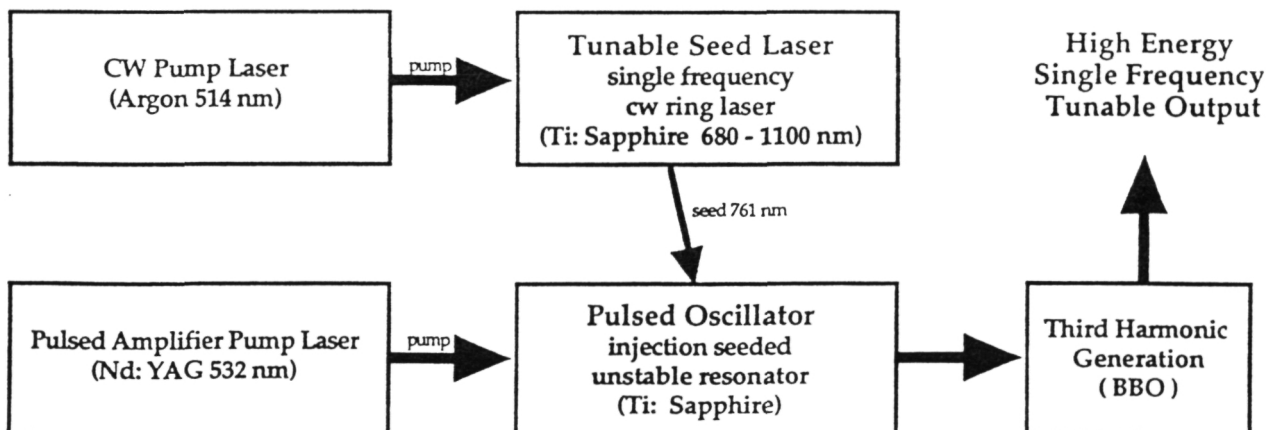 CW Pump Laser
(Argon 514 nm)
pump
Tunable Seed Laser
single frequency
cw ring laser
(Ti: Sapphire 680 - 1100 nm)
High Energy
Single Frequency
Tunable Output
seed 761 nm
Pulsed Amplifier Pump Laser
(Nd: YAG 532 nm)
pump
Pulsed Oscillator
injection seeded
unstable resonator
(Ti: Sapphire)
Third Harmonic
Generation
( BBO )